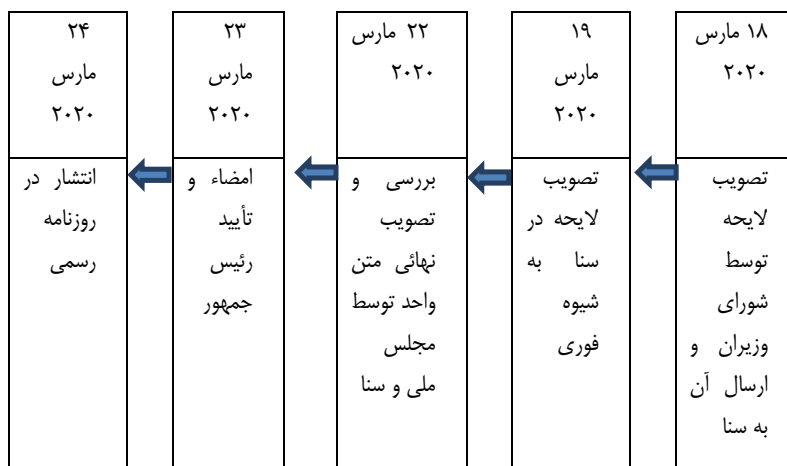 ۱۸ مارس
۲۰۲۰
تصویب
لایحه
توسط
شورای
وزیران و
ارسال آن
به سنا
۱۹
مارس
۲۰۲۰
تصویب
لایحه در
سنا به
شیوه
فوری
۲۲ مارس
۲۰۲۰
بررسی و
تصویب
نهائی متن
واحد توسط
مجلس
ملی و سنا
۲۳
مارس
۲۰۲۰
امضاء و
تأیید
رئیس
جمهور
۲۴
مارس
۲۰۲۰
انتشار در
روزنامه
رسمی